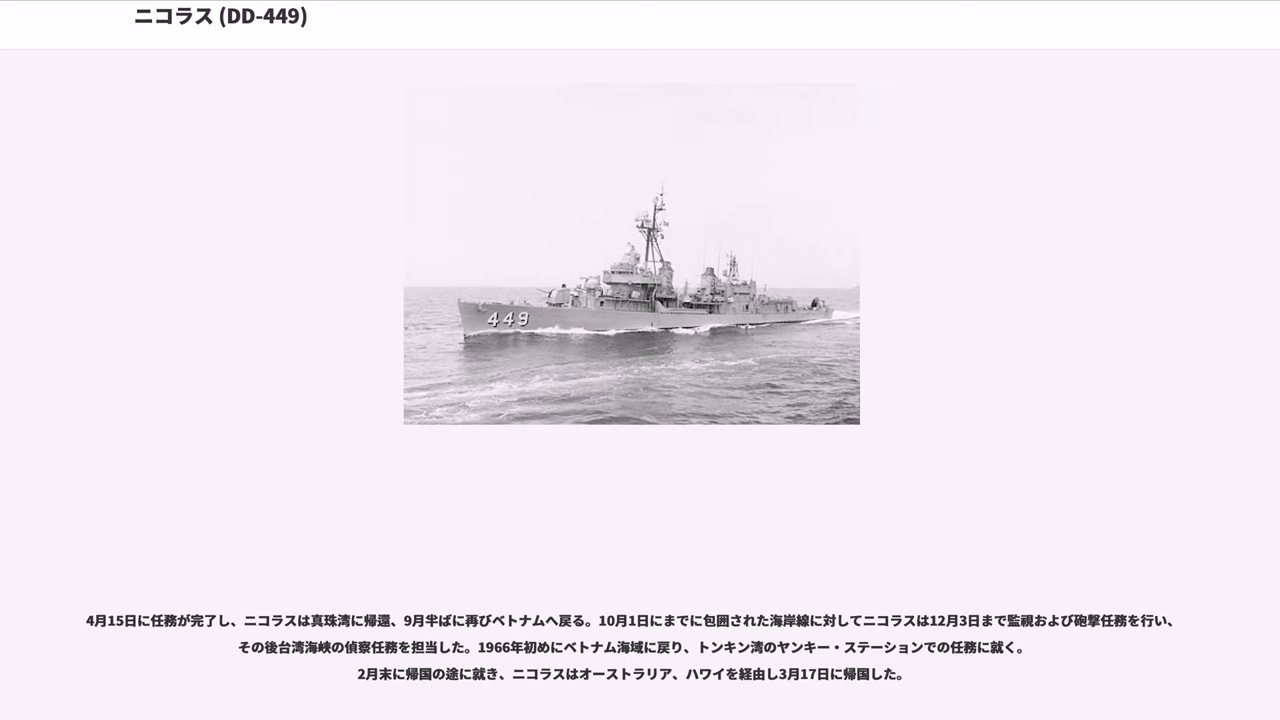 ニコラス (DD-449)
449
4月15日に任務が完了し、ニコラスは真珠湾に帰還、9月半ばに再びベトナムへ戻る。10月1日にまでに包囲された海岸線に対してニコラスは12月3日まで監視および砲撃任務を行い、
その後台湾海峡の偵察任務を担当した。1966年初めにベトナム海域に戻り、トンキン湾のヤンキー・ステーションでの任務に就く。
2月末に帰国の途に就き、ニコラスはオーストラリア、ハワイを経由し3月17日に帰国した。